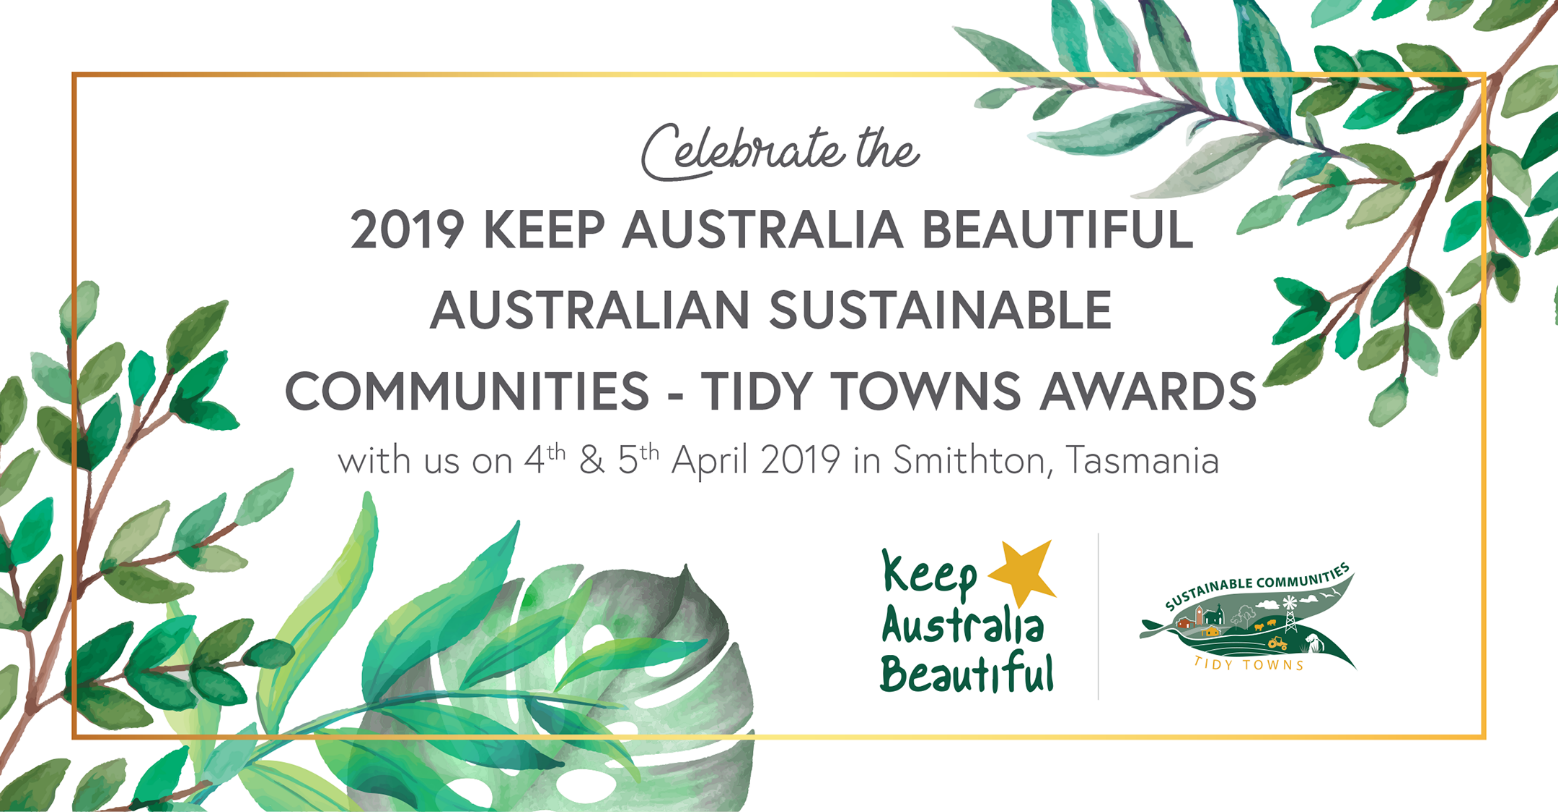 Celebrate the
2019 KEEP AUSTRALIA BEAUTIFUL
AUSTRALIAN SUSTAINABLE
COMMUNITIES - TIDY TOWNS AWARDS
with us on 4th & 5th April 2019 in Smithton, Tasmania
Keep
Australia
Beautiful
SUSTAINABLE COMMUNITIES
TIDY TOWNS